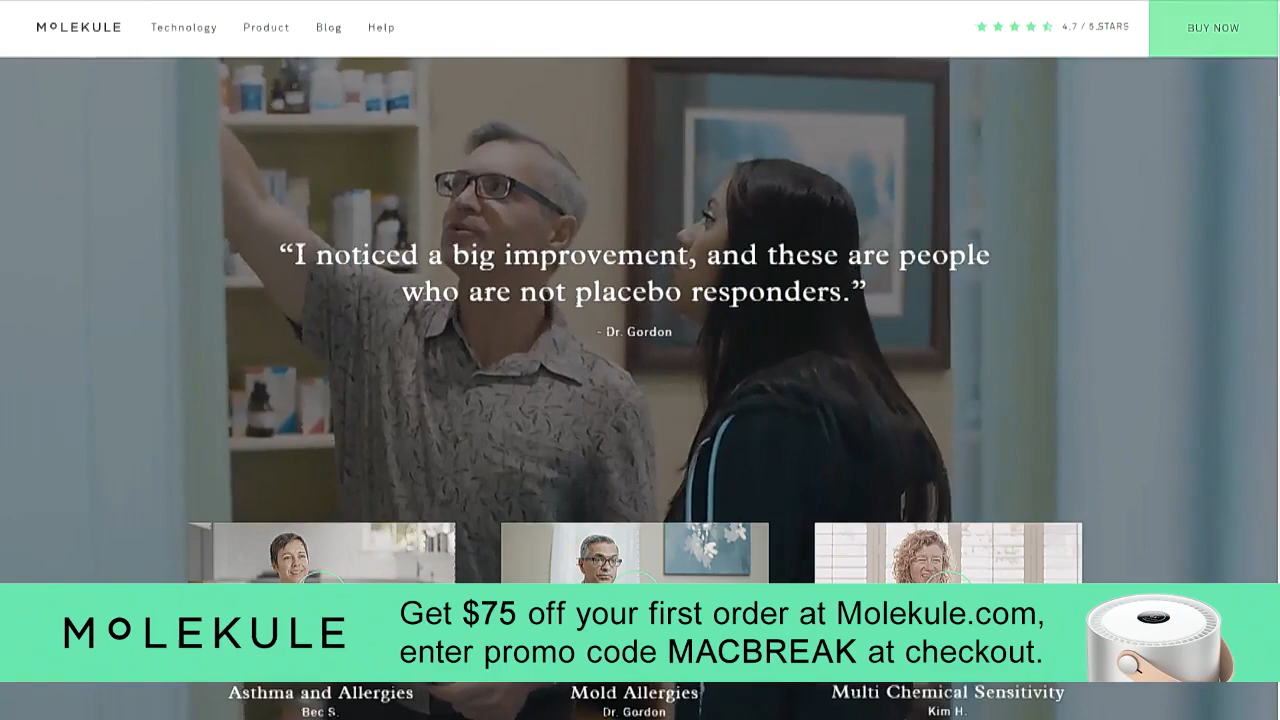 MOLEKULE Technology Product Blog Help 4.7 / 5 STARS BUY NOW
“I noticed a big improvement, and these are people
who are not placebo responders.”
- Dr. Gordon
MOLEKULE
Get $75 off your first order at Molekule.com,
enter promo code MACBREAK at checkout.
Asthma and Allergies Mold Allergies Multi Chemical Sensitivity
Bec S. Dr. Gordon Kim H.